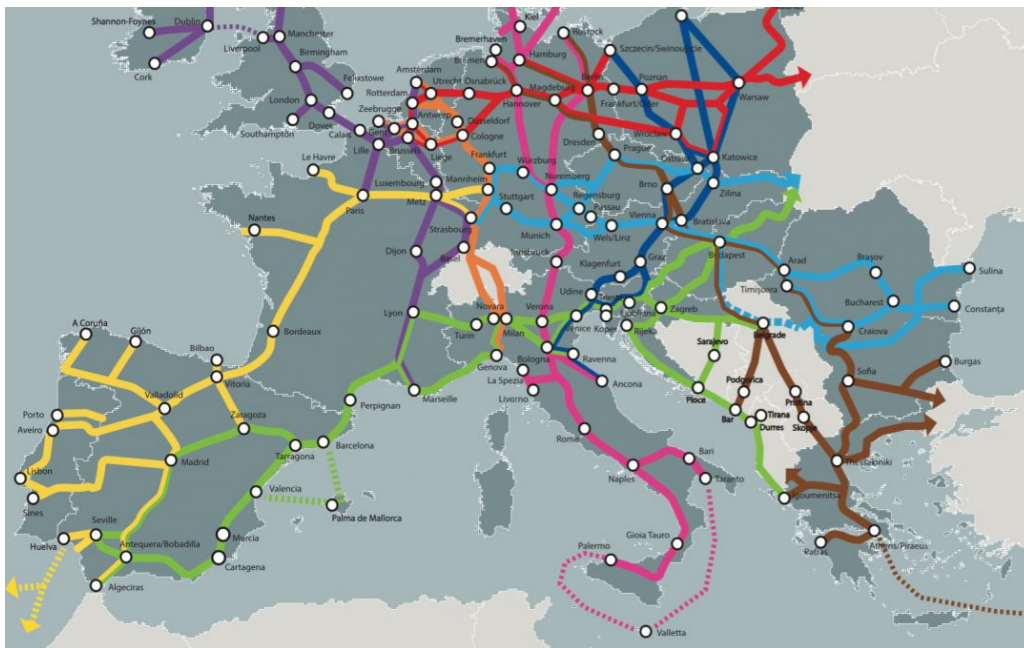 Kiel
Rostock
Shannon-Foynes
Dublin
Manchester
Liverpool
Bremerhaven
Hamburg
Szczecin/Swinoujscie
Birmingham
Bremen
Cork
Felixstowe
Amsterdam
Utrecht
Osnabrück
Magdeburg
Berlin
Poznan
Warsaw
Rotterdam
Hannover
Frankfurt/Oder
London
Zeebrugge
Antwerp
Düsseldorf
Southampton
Dover
Calais
Gent
Cologne
Dresden
Wroclaw
Lille
Brussels
Liege
Prague
Ostrava
Katowice
Le Havre
Frankfurt
Würzburg
Luxembourg
Mannheim
Nuremberg
Brno
Zilina
Paris
Metz
Stuttgart
Regensburg
Nantes
Strasbourg
Passau
Vienna
Bratislava
Munich
Wels/Linz
Dijon
Basel
Innsbruck
Klagenfurt
Graz
Budapest
Arad
Brașov
Sulina
Udine
Timișoara
Lyon
Novara
Verona
Trieste
Ljubljana
Zagreb
Bucharest
Constanța
A Coruña
Gijón
Bordeaux
Turin
Milan
Venice
Koper
Rijeka
Belgrade
Craiova
Bilbao
Genova
Bologna
Ravenna
Sarajevo
Burgas
Vitoria
La Spezia
Ancona
Sofia
Valladolid
Perpignan
Marseille
Livorno
Ploce
Podgorica
Pristina
Porto
Zaragoza
Bar
Tirana
Aveiro
Barcelona
Rome
Durres
Skopje
Madrid
Tarragona
Bari
Thessaloniki
Lisbon
Naples
Taranto
Valencia
Igoumenitsa
Sines
Palma de Mallorca
Seville
Murcia
Gioia Tauro
Patras
Athens/Piraeus
Huelva
Antequera/Bobadilla
Palermo
Cartagena
Algeciras
Valletta